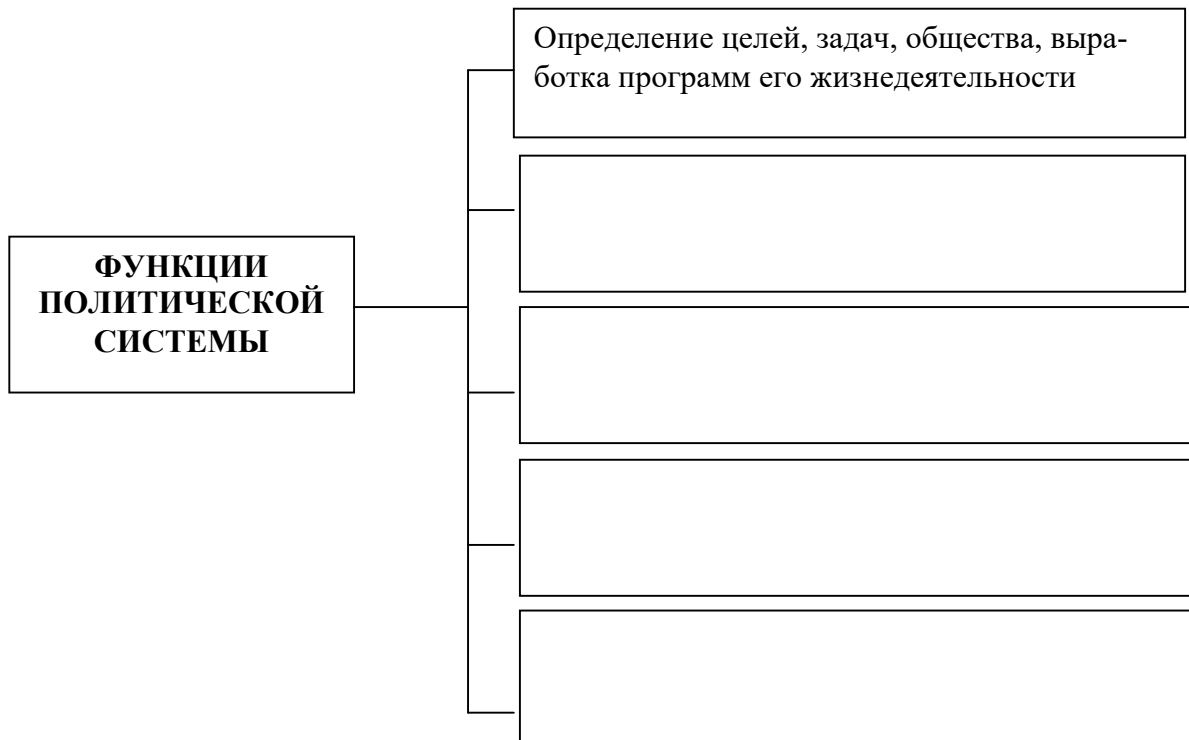 Определение целей, задач, общества, выра-
ботка программ его жизнедеятельности
ФУНКЦИИ
ПОЛИТИЧЕСКОЙ
СИСТЕМЫ